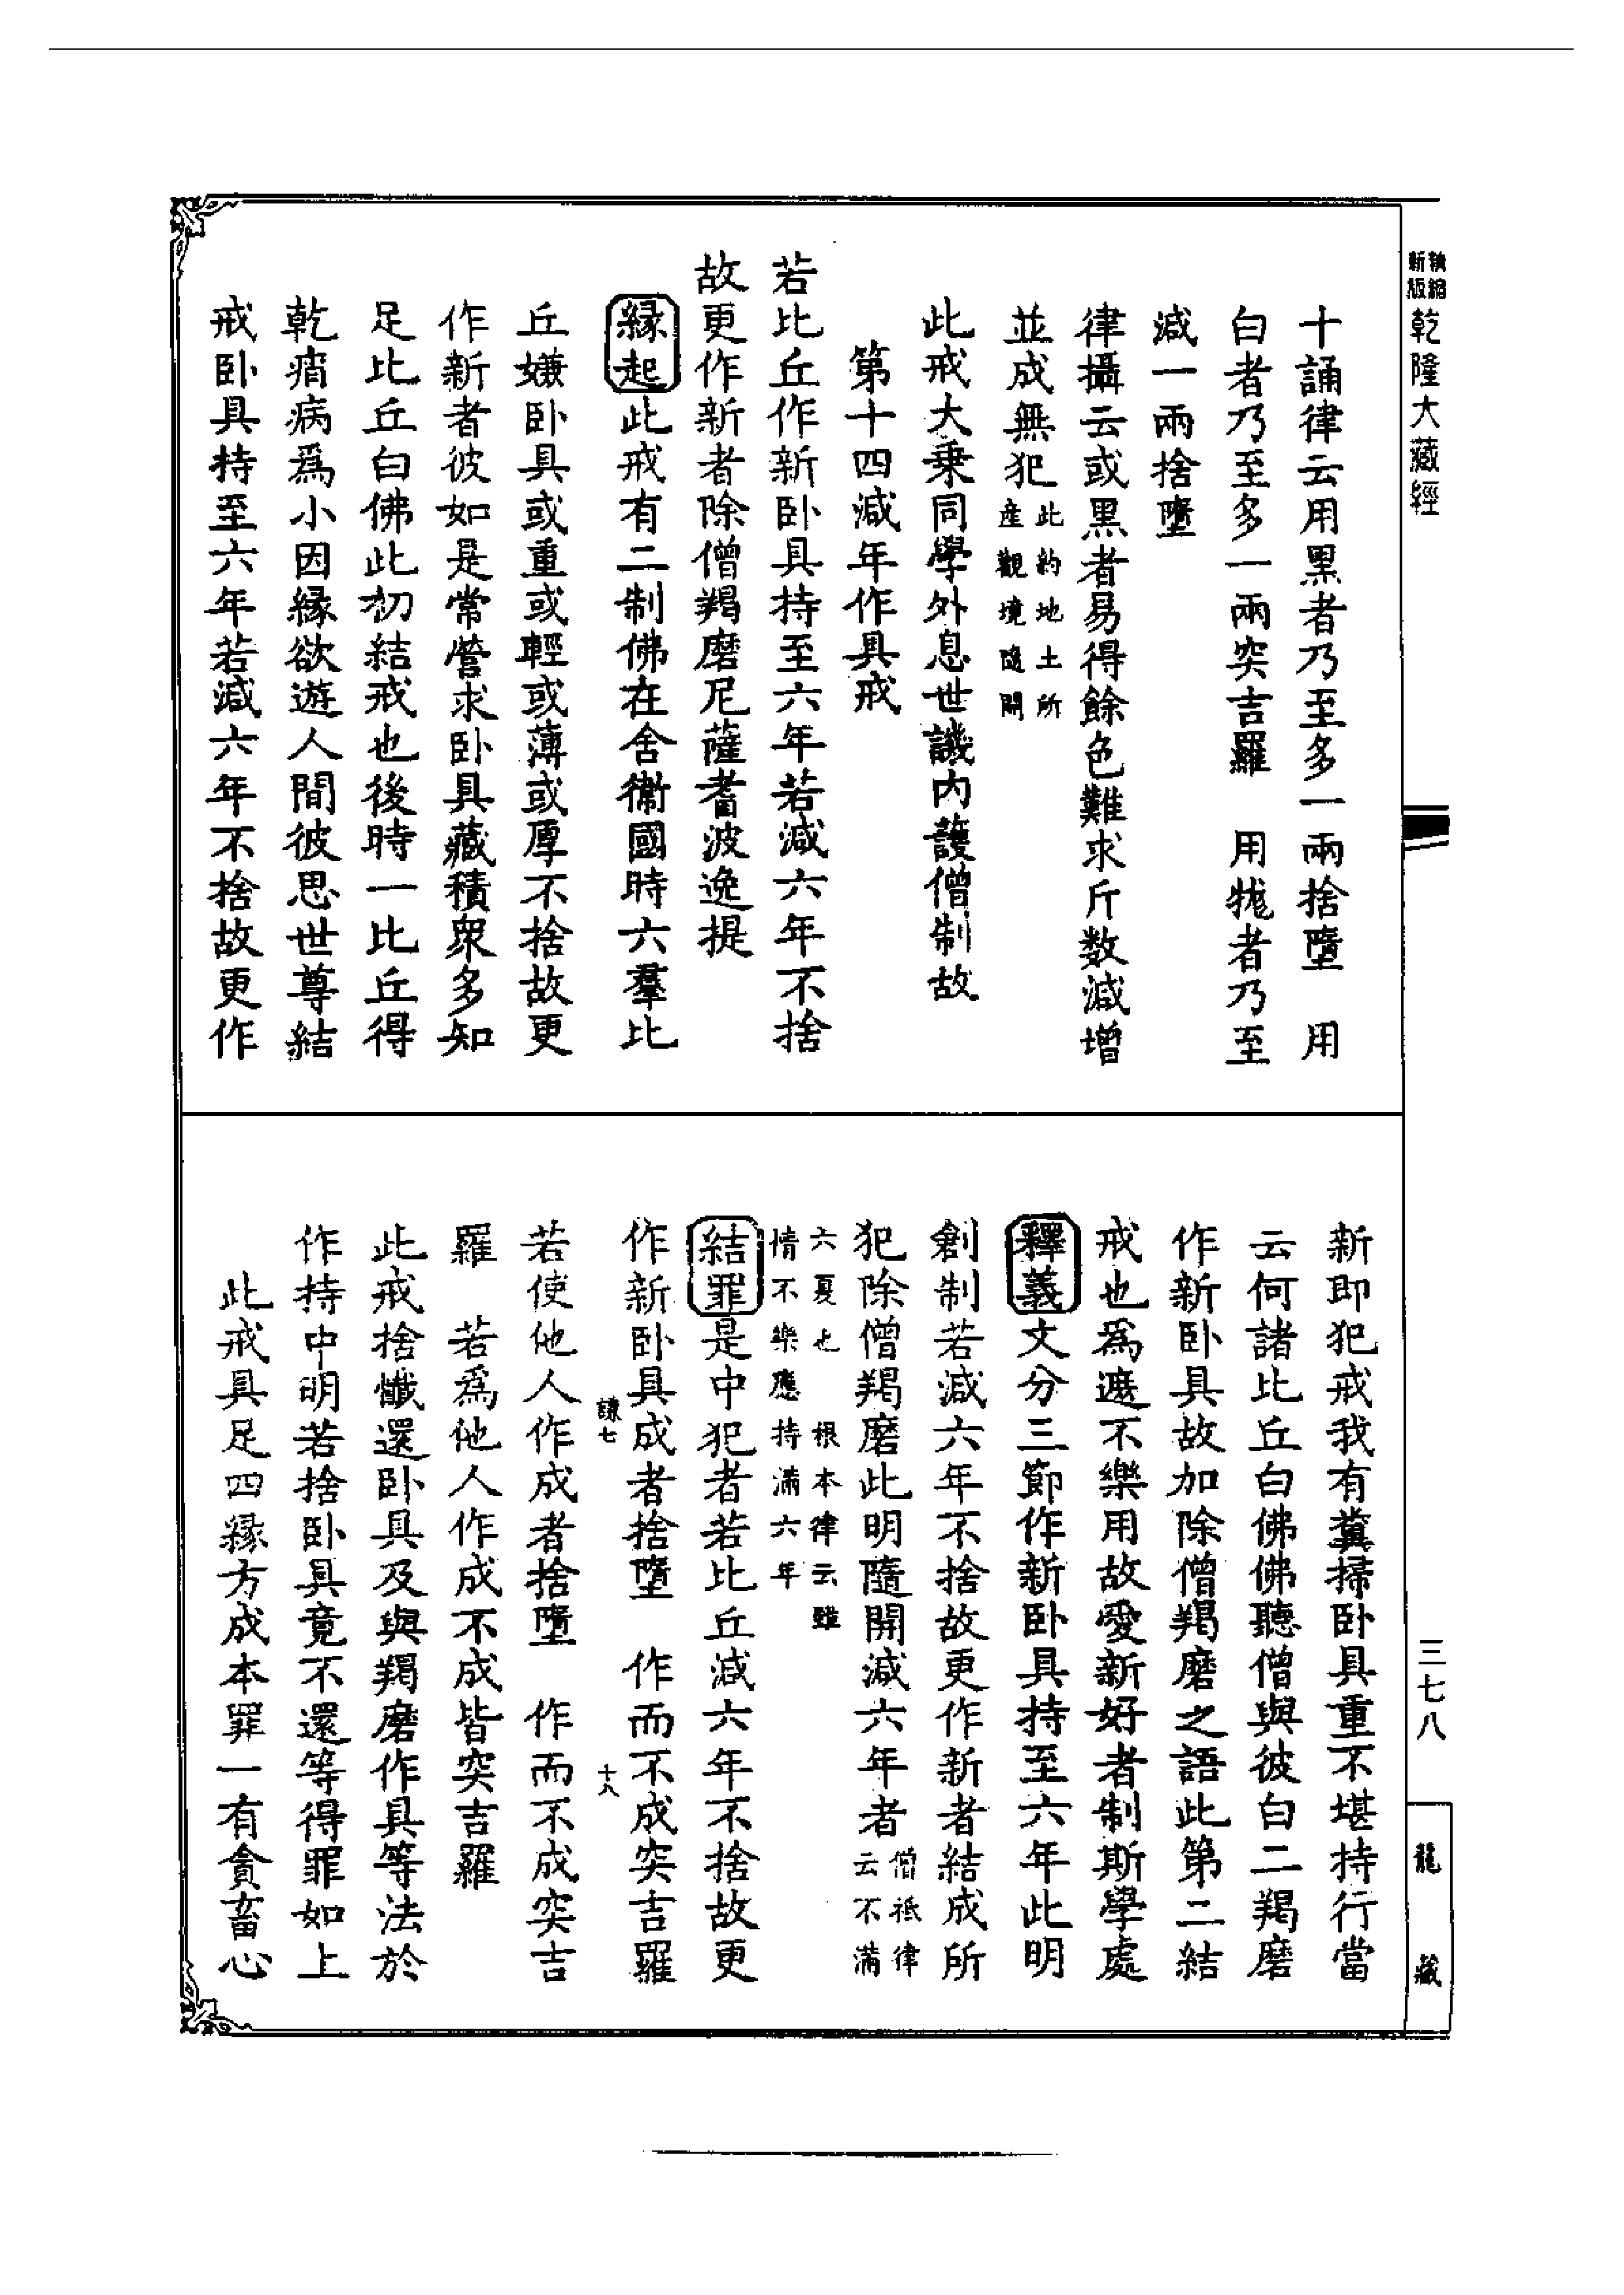 精縮新版乾隆大藏經
三七八
龍藏
十誦律云用黑者乃至多一兩捨墮　用
白者乃至多一兩突吉羅　用牻者乃至
減一兩捨墮
律攝云或黑者易得餘色難求斤数減增
並成無犯此約地土所產觀境隨開
此戒大乗同學外息世譏内護僧制故
第十四減年作具戒
若比丘作新卧具持至六年若減六年不捨
故更作新者除僧羯磨尼薩耆波逸提
緣起此戒有二制佛在舍衞國時六羣比
丘嫌卧具或重或輕或薄或厚不捨故更
作新者彼如是常營求卧具藏積衆多知
足比丘白佛此初結戒也後時一比丘得
乾痟病爲小因緣欲遊人間彼思世尊結
戒卧具持至六年若減六年不捨故更作
新即犯戒我有糞掃卧具重不堪持行當
云何諸比丘白佛佛聽僧與彼白二羯磨
作新卧具故加除僧羯磨之語此第二結
戒也爲遮不樂用故愛新好者制斯學處
釋義文分三節作新卧具持至六年此明
創制若減六年不捨故更作新者結成所
犯除僧羯磨此明隨開減六年者僧祇律云不滿
六夏也　根本律云雖情不樂應持滿六年
結罪是中犯者若比丘減六年不捨故更
作新卧具成者捨墮　作而不成突吉羅
諫七　十八
若使他人作成者捨墮　作而不成突吉
羅　若爲他人作成不成皆突吉羅
此戒捨懺還卧具及與羯磨作具等法於
作持中明若捨卧具竟不還等得罪如上
此戒具足四緣方成本罪一有貪畜心